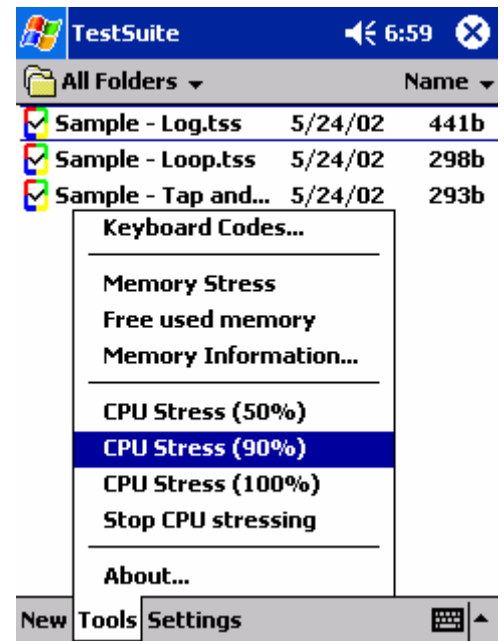 TestSuite 6:59
All Folders Name
Sample - Log.tss 5/24/02 441b
Sample - Loop.tss 5/24/02 298b
Sample - Tap and... 5/24/02 293b
Keyboard Codes...
Memory Stress
Free used memory
Memory Information...
CPU Stress (50%)
CPU Stress (90%)
CPU Stress (100%)
Stop CPU stressing
About...
New Tools Settings